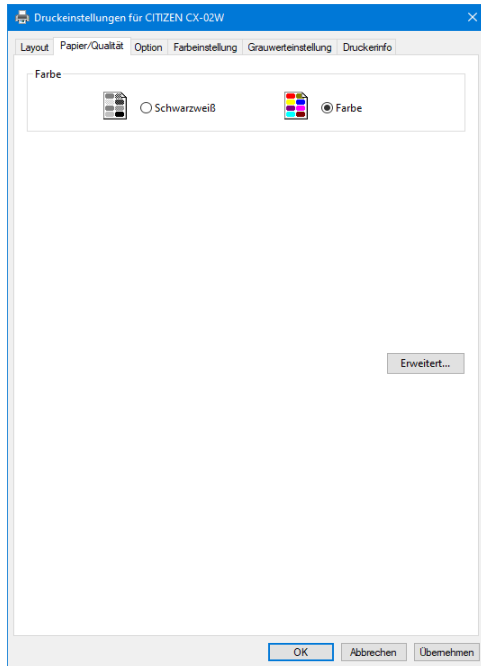 Druckeinstellungen für CITIZEN CX-02W
Layout Papier/Qualität Option Farbeinstellung Grauwerteinstellung Druckerinfo
Farbe
Schwarzweiß Farbe
Erweitert...
OK Abbrechen Übernehmen